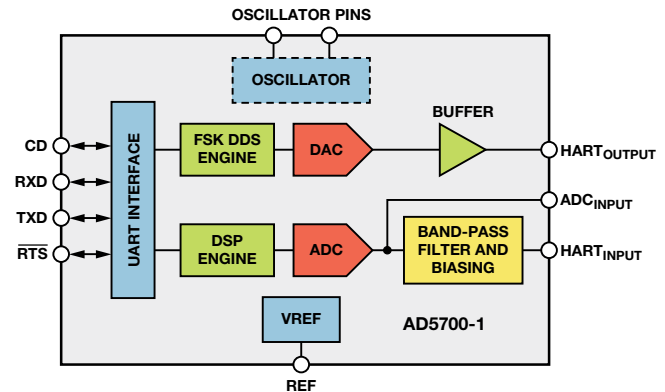 OSCILLATOR PINS
OSCILLATOR
BUFFER
CD
RXD
TXD
RTS
UART INTERFACE
FSK DDS
ENGINE
DAC
HARTOUTPUT
ADCINPUT
DSP
ENGINE
ADC
BAND-PASS
FILTER AND
BIASING
HARTINPUT
VREF
AD5700-1
REF